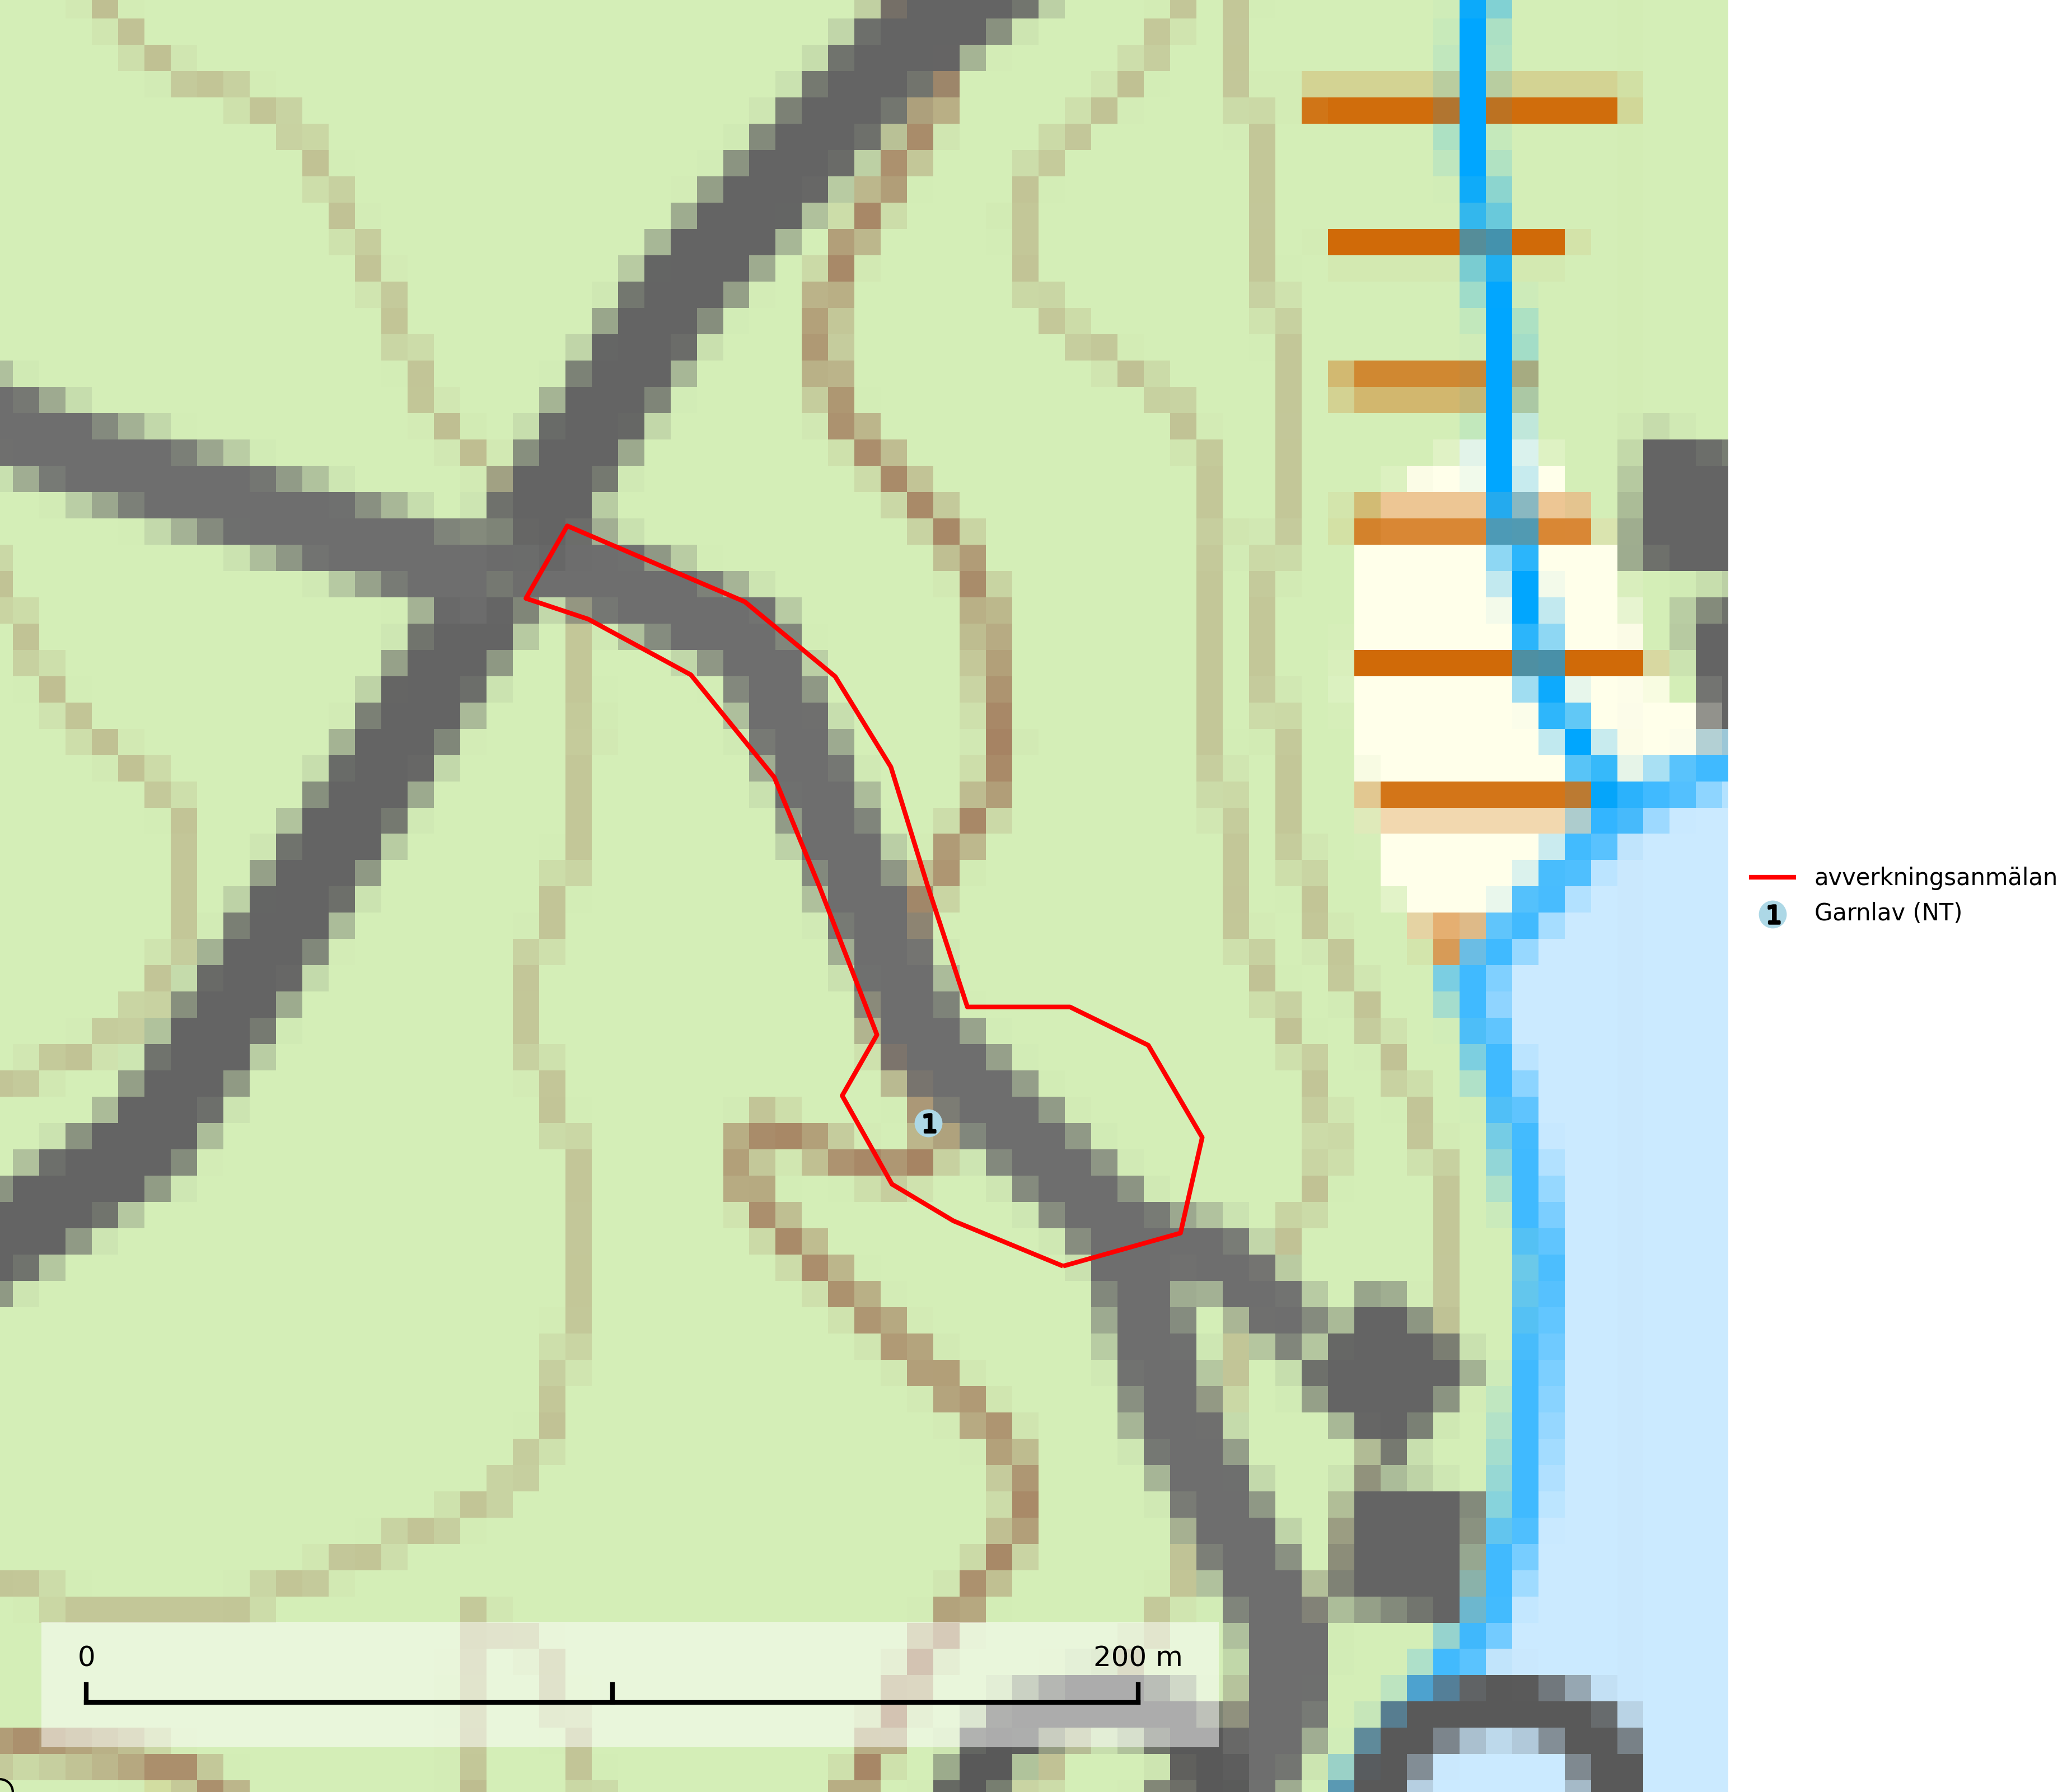 avverkningsanmälan
1 Garnlav (NT)
1
0 200 m